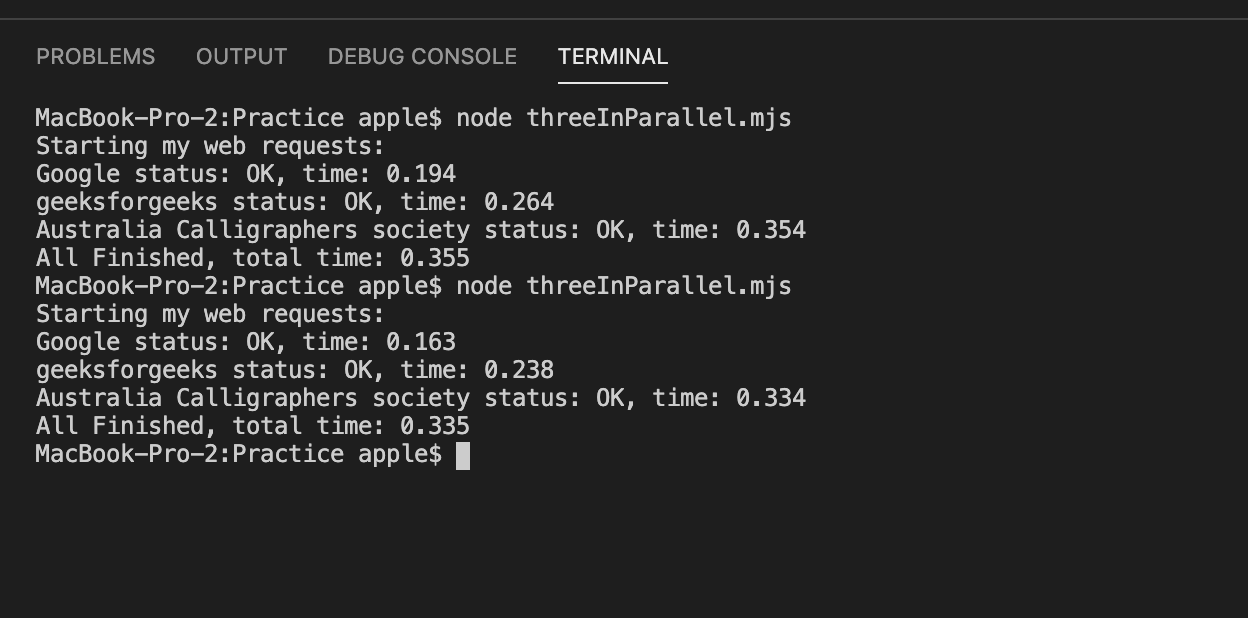 PROBLEMS OUTPUT DEBUG CONSOLE TERMINAL
MacBook-Pro-2:Practice apple$ node threeInParallel.mjs
Starting my web requests:
Google status: OK, time: 0.194
geeksforgeeks status: OK, time: 0.264
Australia Calligraphers society status: OK, time: 0.354
All Finished, total time: 0.355
MacBook-Pro-2:Practice apple$ node threeInParallel.mjs
Starting my web requests:
Google status: OK, time: 0.163
geeksforgeeks status: OK, time: 0.238
Australia Calligraphers society status: OK, time: 0.334
All Finished, total time: 0.335
MacBook-Pro-2:Practice apple$